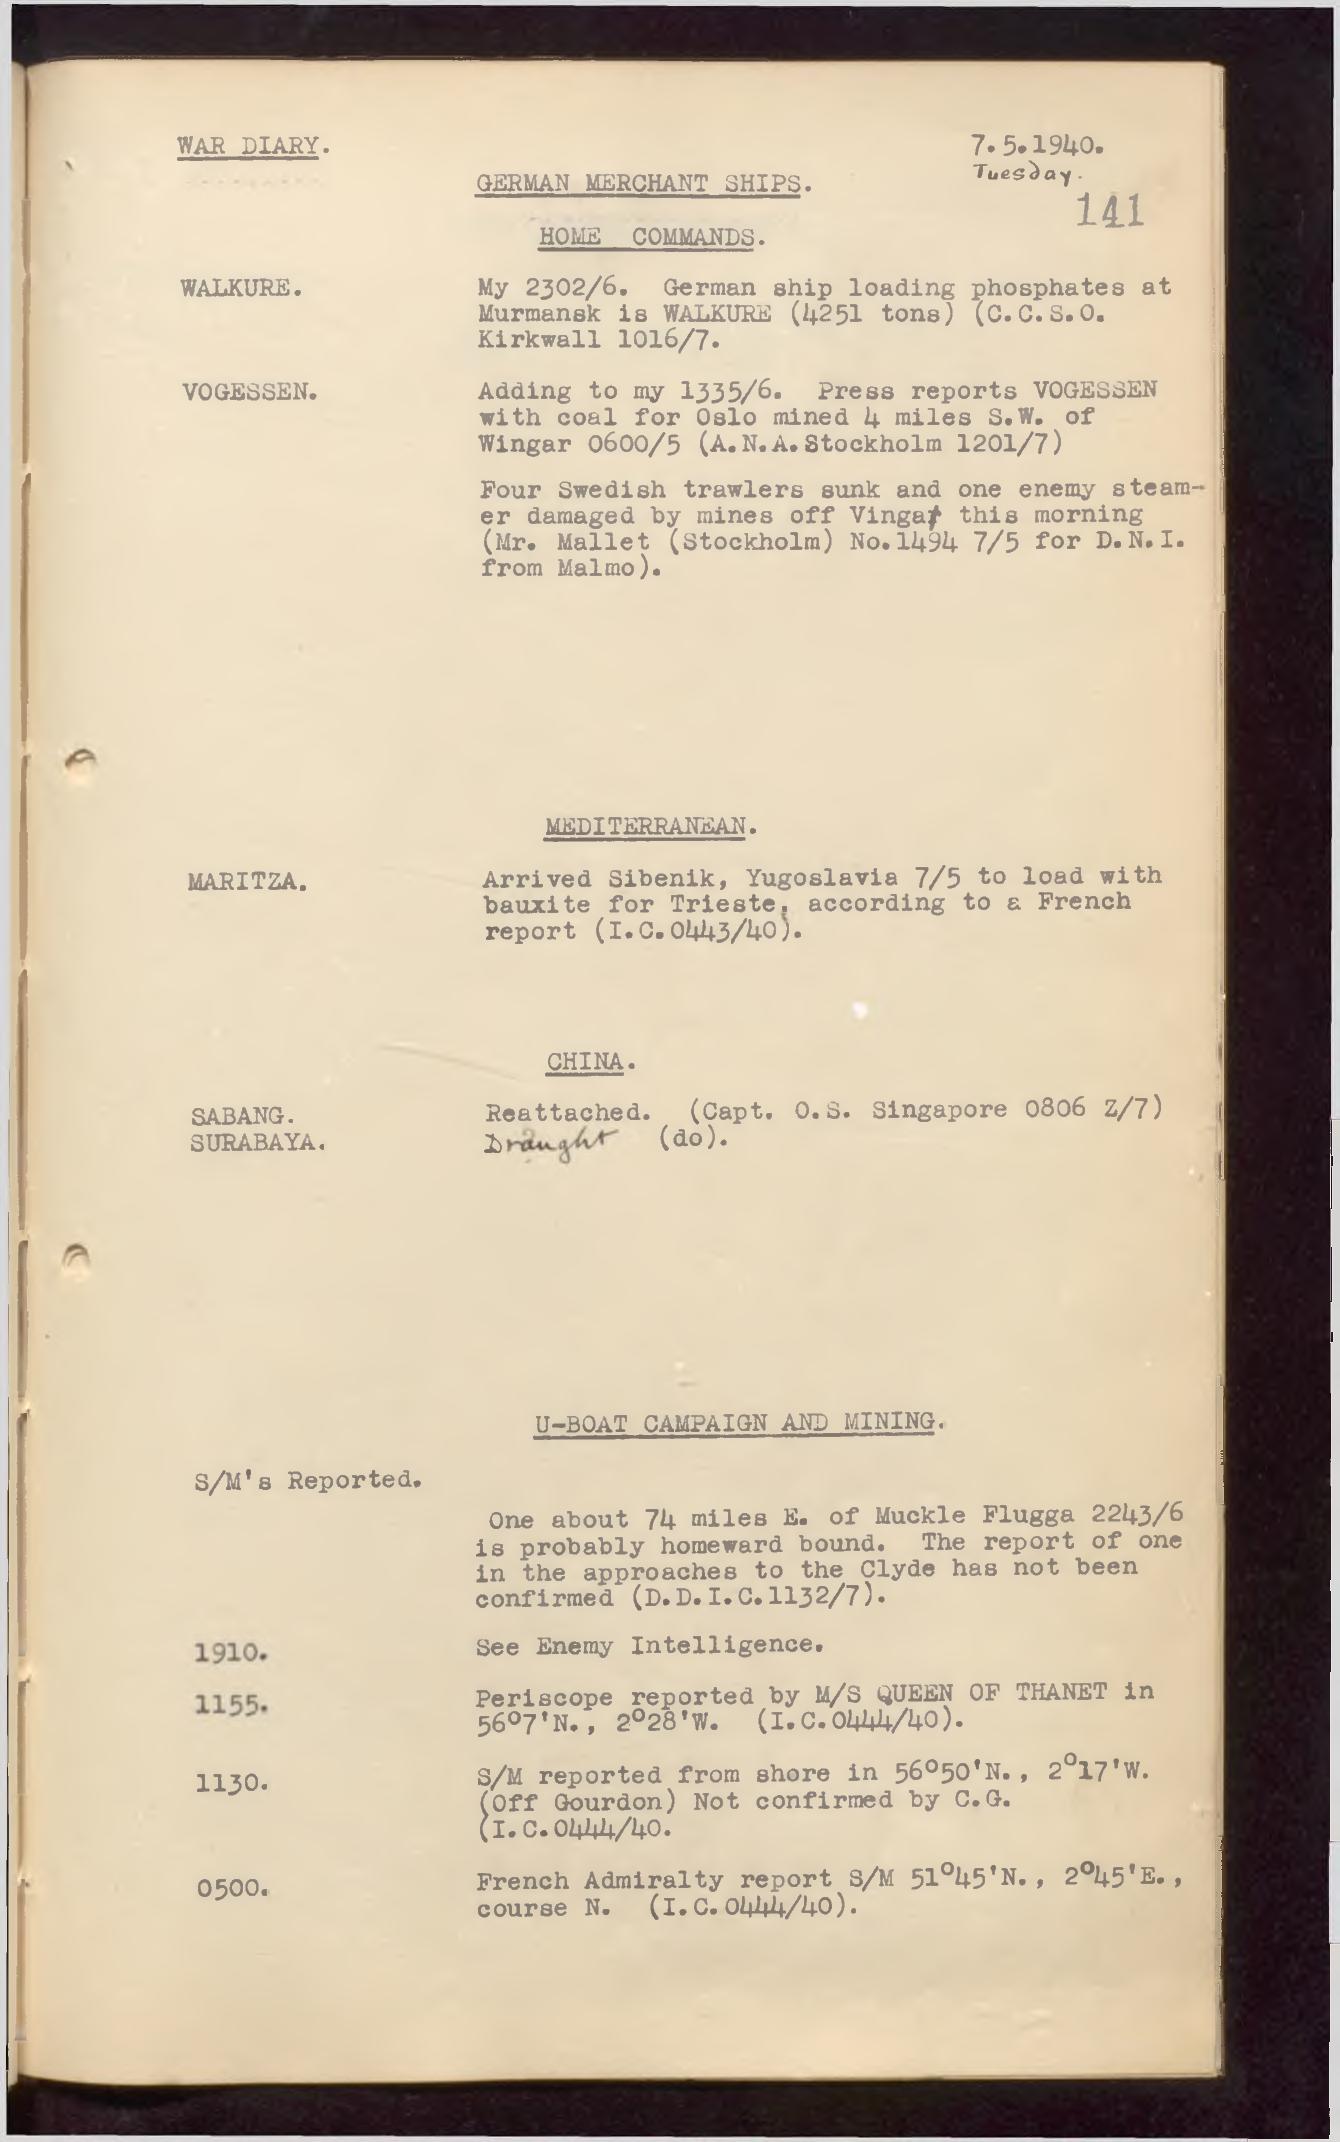 WAR DIARY.
7.5.1940.
Tuesday.
GERMAN MERCHANT SHIPS.
141
HOME COMMANDS.
WALKURE.
My 2302/6. German ship loading phosphates at
Murmansk is WALKURE (4251 tons) (C.C.S.O.
Kirkwall 1016/7.
VOGESSEN.
Adding to my 1335/6. Press reports VOGESSEN
with coal for Oslo mined 4 miles S.W. of
Wingar 0600/5 (A.N.A.Stockholm 1201/7)
Four Swedish trawlers sunk and one enemy steam-
er damaged by mines off Vingar this morning
(Mr. Mallet (Stockholm) No.1494 7/5 for D.N.I.
from Malmo).
MEDITERRANEAN.
MARITZA.
Arrived Sibenik, Yugoslavia 7/5 to load with
bauxite for Trieste, according to a French
report (I.C.0443/40).
CHINA.
SABANG.
Reattached. (Capt. O.S. Singapore 0806 Z/7)
SURABAYA.
Draught (do).
U-BOAT CAMPAIGN AND MINING.
S/M's Reported.
One about 74 miles E. of Muckle Flugga 2243/6
is probably homeward bound. The report of one
in the approaches to the Clyde has not been
confirmed (D.D.I.C.1132/7).
1910.
See Enemy Intelligence.
1155.
Periscope reported by M/S QUEEN OF THANET in
56°7'N., 2°28'W. (I.C.0444/40).
1130.
S/M reported from shore in 56°50'N., 2°17'W.
(Off Gourdon) Not confirmed by C.G.
(I.C.0444/40.
0500.
French Admiralty report S/M 51°45'N., 2°45'E.,
course N. (I.C.0444/40).